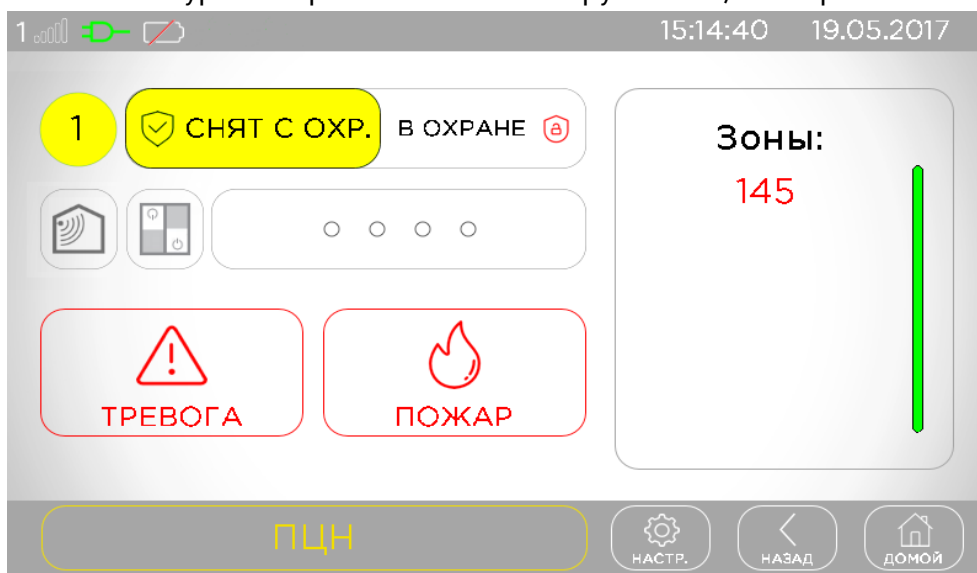 1 15:14:40 19.05.2017
1 СНЯТ С ОХР. В ОХРАНЕ
Зоны:
145
ТРЕВОГА ПОЖАР
ПЦН НАСТР. НАЗАД ДОМОЙ